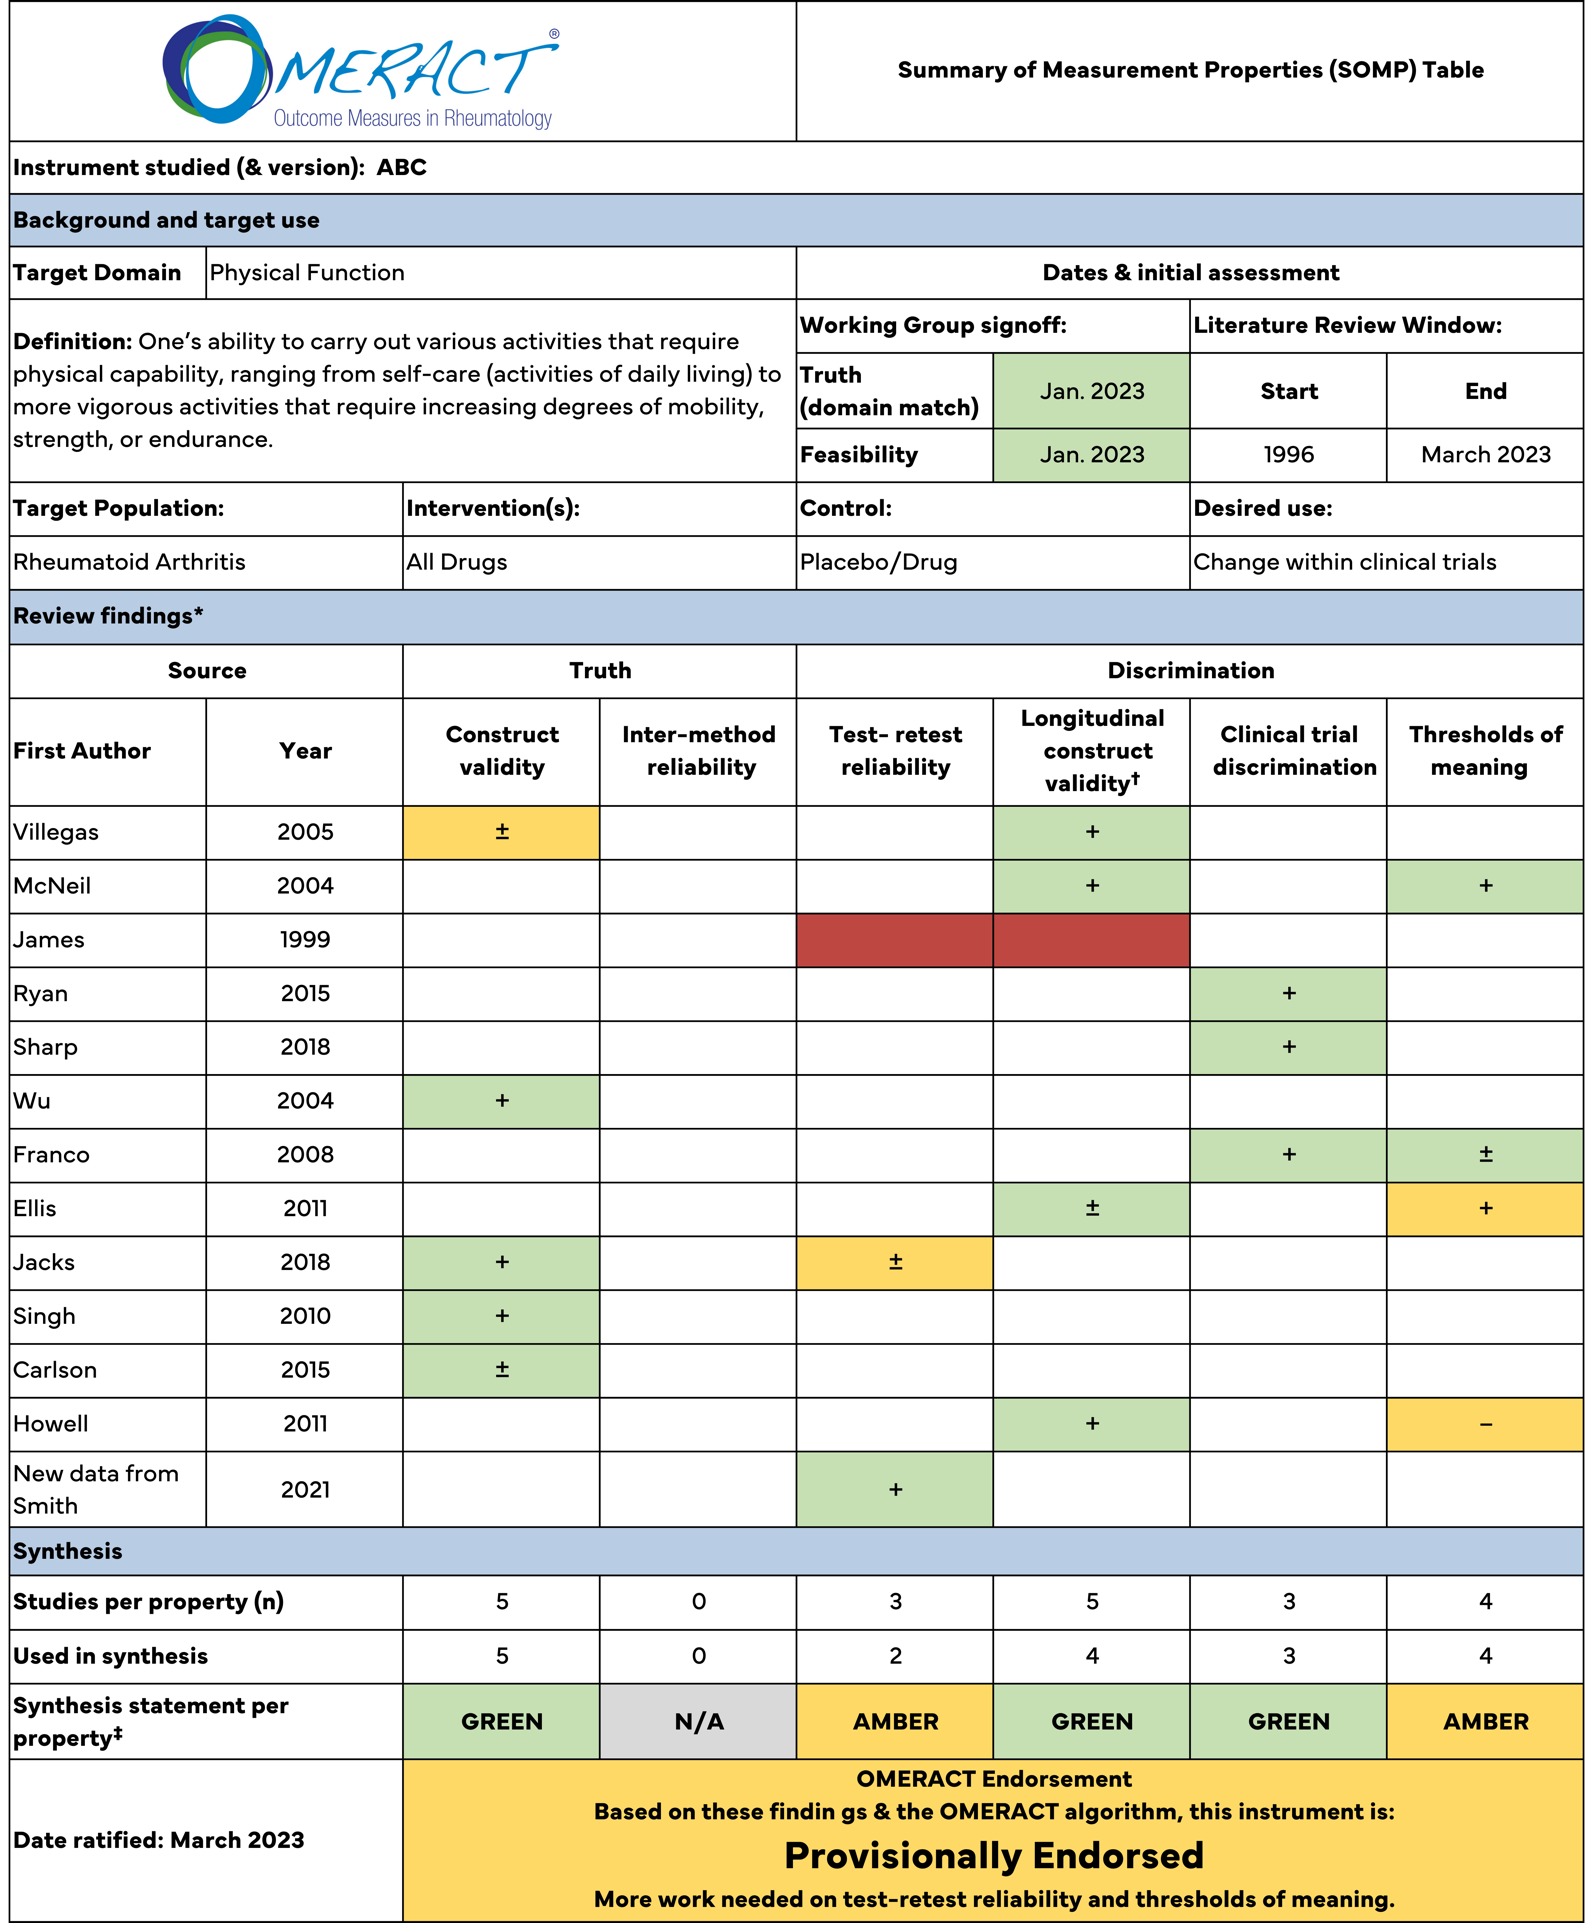 OMERACT®
Outcome Measures in Rheumatology
Summary of Measurement Properties (SOMP) Table
Instrument studied (& version): ABC
Background and target use
Target Domain
Physical Function
Dates & initial assessment
Definition: One's ability to carry out various activities that require
physical capability, ranging from self-care (activities of daily living) to
more vigorous activities that require increasing degrees of mobility,
strength, or endurance.
Working Group signoff:
Literature Review Window:
Truth
(domain match)
Jan. 2023
Start
End
Feasibility
Jan. 2023
1996
March 2023
Target Population:
Intervention(s):
Control:
Desired use:
Rheumatoid Arthritis
All Drugs
Placebo/Drug
Change within clinical trials
Review findings*
Source
Truth
Discrimination
First Author
Year
Construct
validity
Inter-method
reliability
Test- retest
reliability
Longitudinal
construct
validity†
Clinical trial
discrimination
Thresholds of
meaning
Villegas 2005 ± +
McNeil 2004 + +
James 1999
Ryan 2015 +
Sharp 2018 +
Wu 2004 +
Franco 2008 + ±
Ellis 2011 ± +
Jacks 2018 + ±
Singh 2010 +
Carlson 2015 ±
Howell 2011 + –
New data from
Smith
2021 +
Synthesis
Studies per property (n) 5 0 3 5 3 4
Used in synthesis 5 0 2 4 3 4
Synthesis statement per
property‡
GREEN N/A AMBER GREEN GREEN AMBER
Date ratified: March 2023
OMERACT Endorsement
Based on these findin gs & the OMERACT algorithm, this instrument is:
Provisionally Endorsed
More work needed on test-retest reliability and thresholds of meaning.